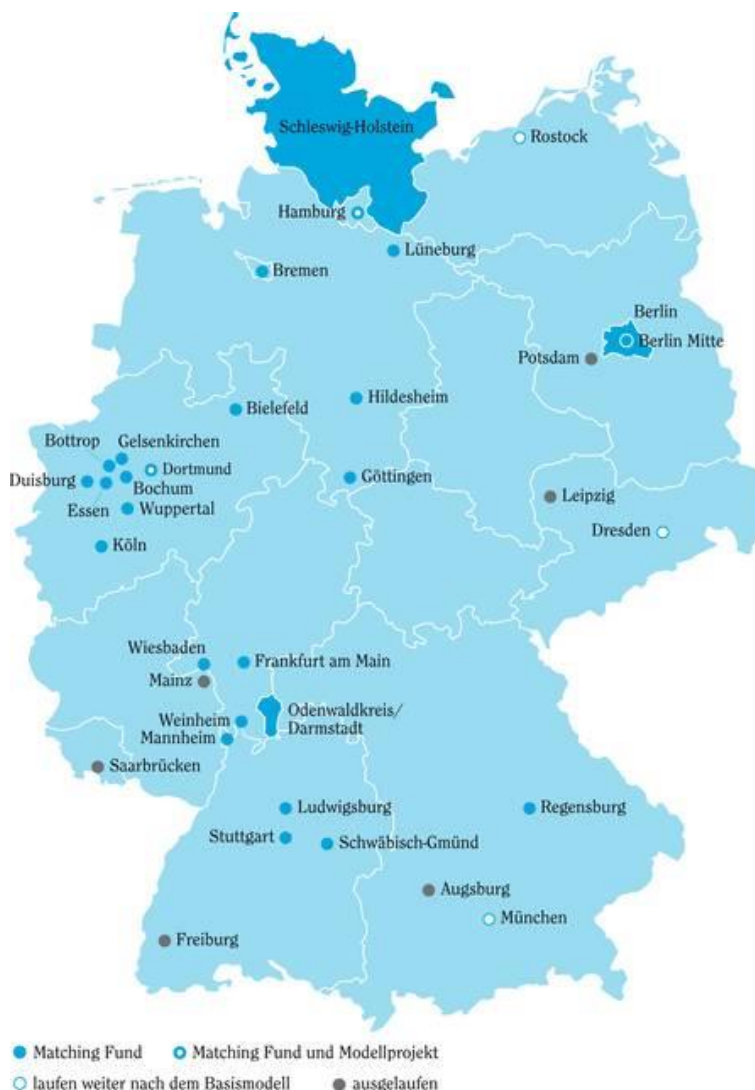 Schleswig-Holstein
Rostock
Hamburg
Lüneburg
Bremen
Berlin
Berlin Mitte
Potsdam
Hildesheim
Bielefeld
Gelsenkirchen
Bottrop
Dortmund
Duisburg
Bochum
Göttingen
Essen
Wuppertal
Leipzig
Dresden
Köln
Wiesbaden
Frankfurt am Main
Mainz
Odenwaldkreis/
Darmstadt
Weinheim
Mannheim
Saarbrücken
Ludwigsburg
Regensburg
Stuttgart
Schwäbisch-Gmünd
Augsburg
München
Freiburg
Matching Fund Matching Fund und Modellprojekt
laufen weiter nach dem Basismodell ausgelaufen